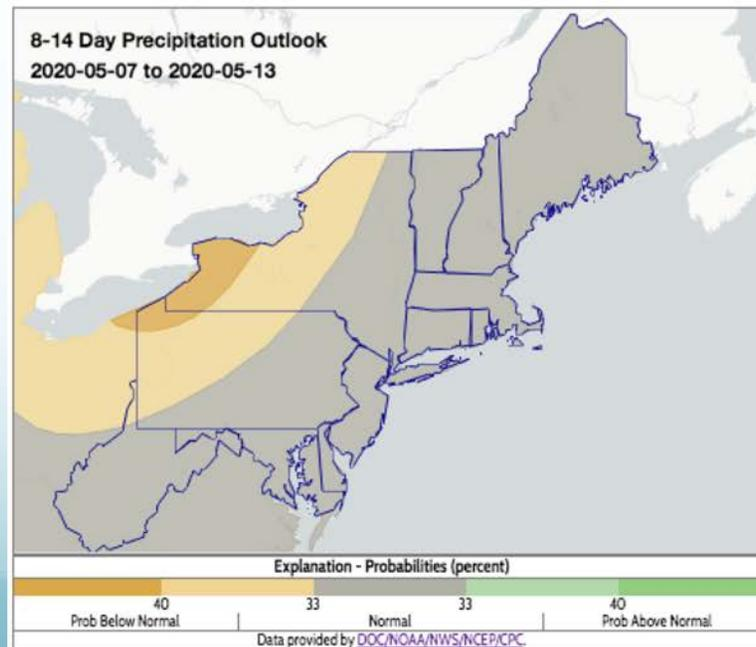 8-14 Day Precipitation Outlook
2020-05-07 to 2020-05-13
Explanation - Probabilities (percent)
40 33 33 40
Prob Below Normal | Normal | Prob Above Normal
Data provided by DOC/NOAA/NWS/NCEP/CPC.